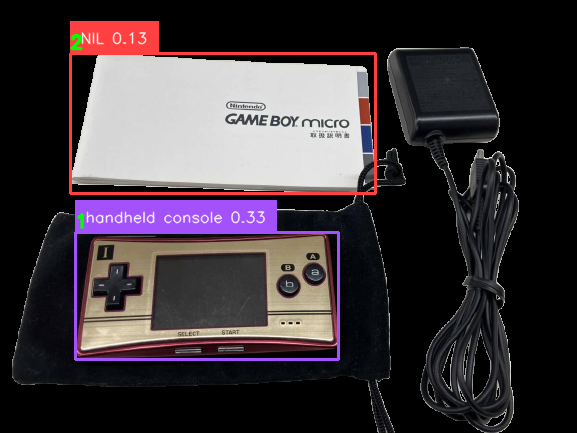 2
NIL 0.13
Nintendo
GAME BOY micro
取扱説明書
1
handheld console 0.33
I
A
a
B
b
SELECT
START